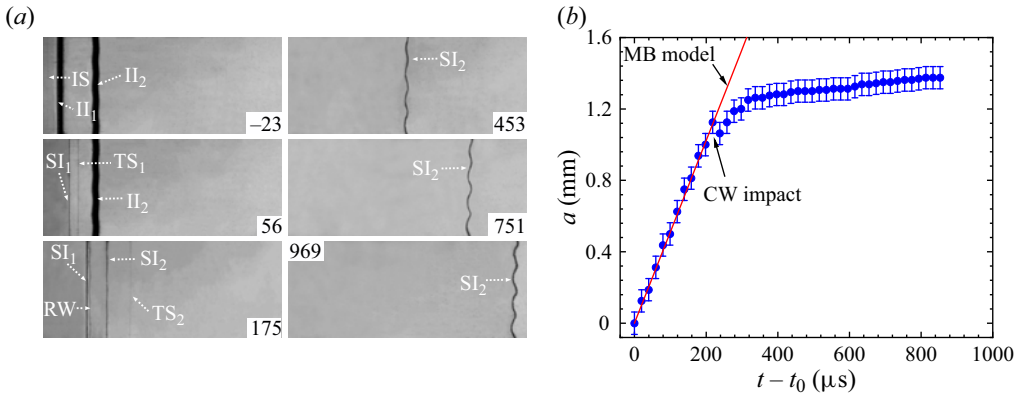 (a)
IS
II₂
II₁
–23
SI₂
453
SI₁
TS₁
II₂
56
SI₂
751
SI₁
SI₂
RW
TS₂
175
969
SI₂
(b)
1.6
1.2
0.8
0.4
0
a (mm)
MB model
CW impact
0
200
400
600
800
1000
t – t₀ (μs)